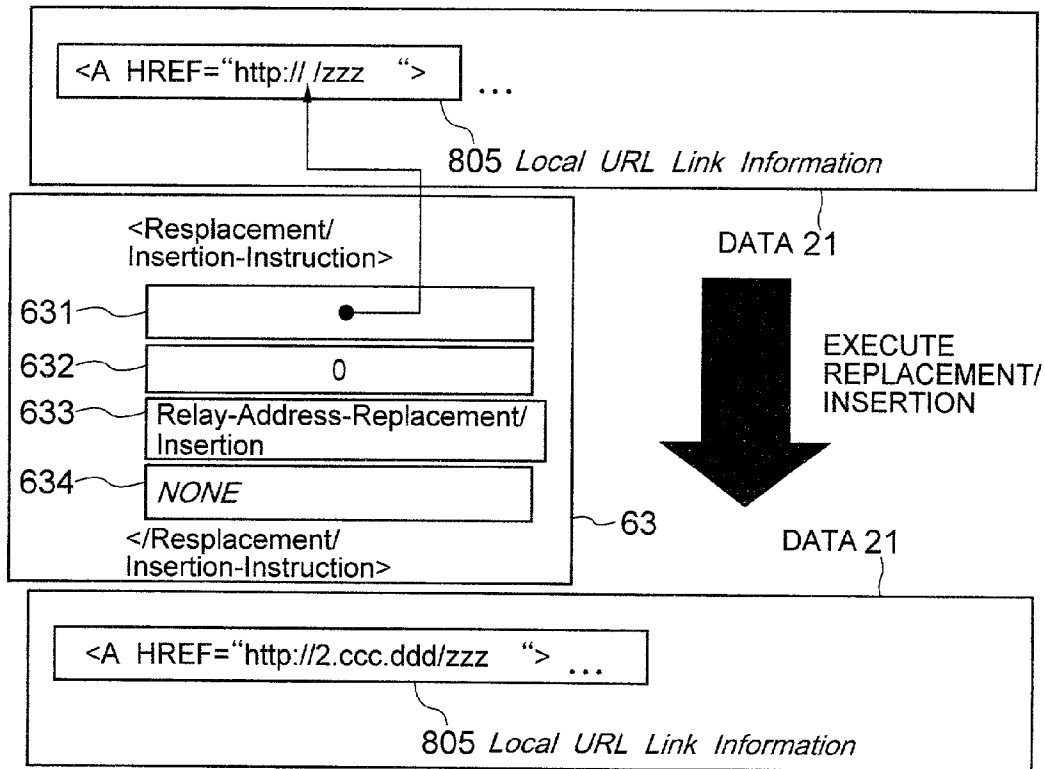 <A HREF=“http:// /zzz “> ...
805 Local URL Link Information
DATA 21
<Resplacement/
Insertion-Instruction>
631
632 0
633 Relay-Address-Replacement/
Insertion
634 NONE
</Resplacement/
Insertion-Instruction>
63
EXECUTE
REPLACEMENT/
INSERTION
DATA 21
<A HREF=“http://2.ccc.ddd/zzz “> ...
805 Local URL Link Information